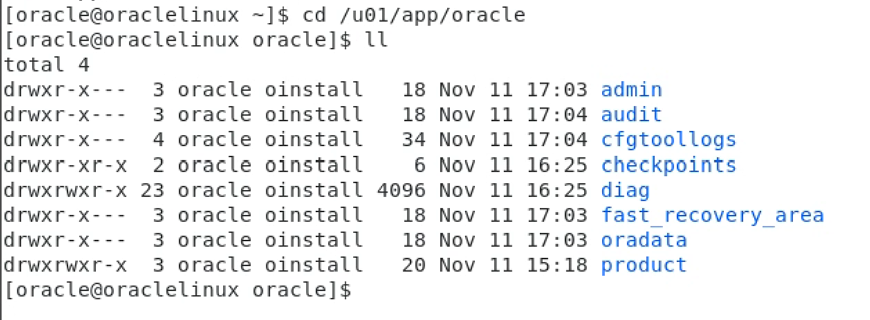 [oracle@oraclelinux ~]$ cd /u01/app/oracle
[oracle@oraclelinux oracle]$ ll
total 4
drwxr-x---  3 oracle oinstall   18 Nov 11 17:03 admin
drwxr-x---  3 oracle oinstall   18 Nov 11 17:04 audit
drwxr-x---  4 oracle oinstall   34 Nov 11 17:04 cfgtoollogs
drwxr-xr-x  2 oracle oinstall    6 Nov 11 16:25 checkpoints
drwxrwxr-x 23 oracle oinstall 4096 Nov 11 16:25 diag
drwxr-x---  3 oracle oinstall   18 Nov 11 17:03 fast_recovery_area
drwxr-x---  3 oracle oinstall   18 Nov 11 17:03 oradata
drwxrwxr-x  3 oracle oinstall   20 Nov 11 15:18 product
[oracle@oraclelinux oracle]$